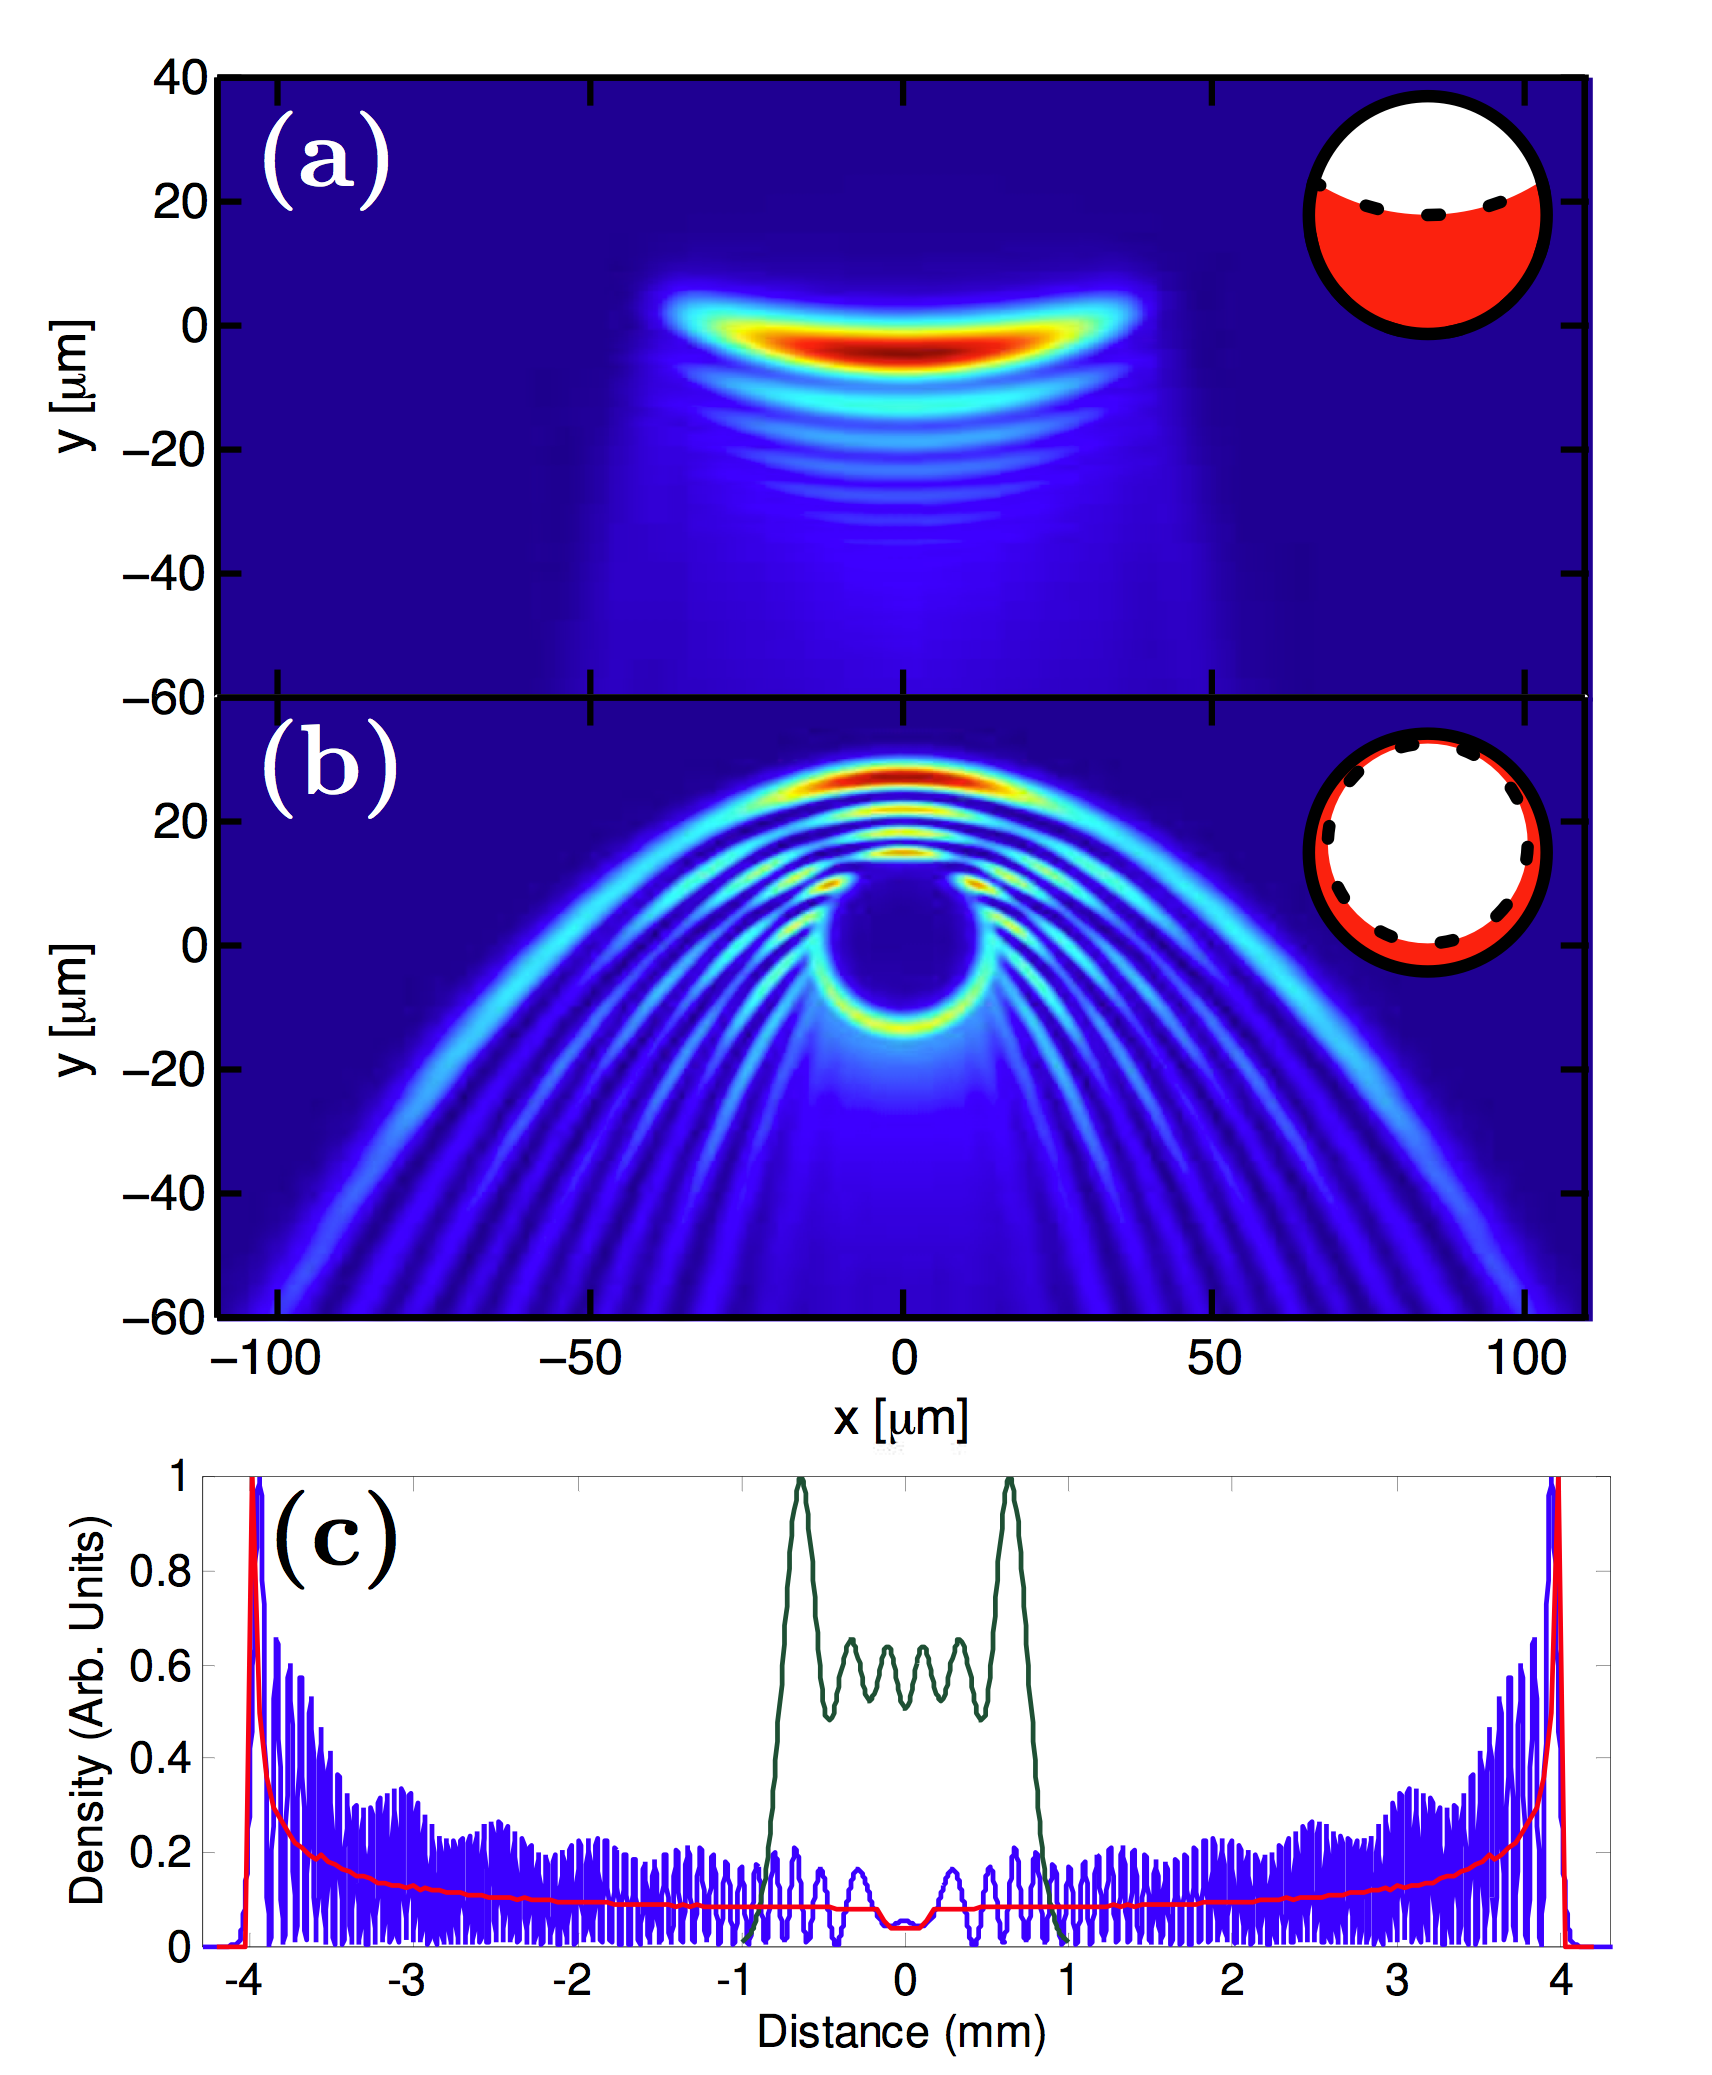 40
(a)
20
0
y [μm]
−20
−40
−60
(b)
20
0
y [μm]
−20
−40
−60
−100 −50 0 50 100
x [μm]
1
(c)
0.8
0.6
0.4
0.2
0
Density (Arb. Units)
-4 -3 -2 -1 0 1 2 3 4
Distance (mm)